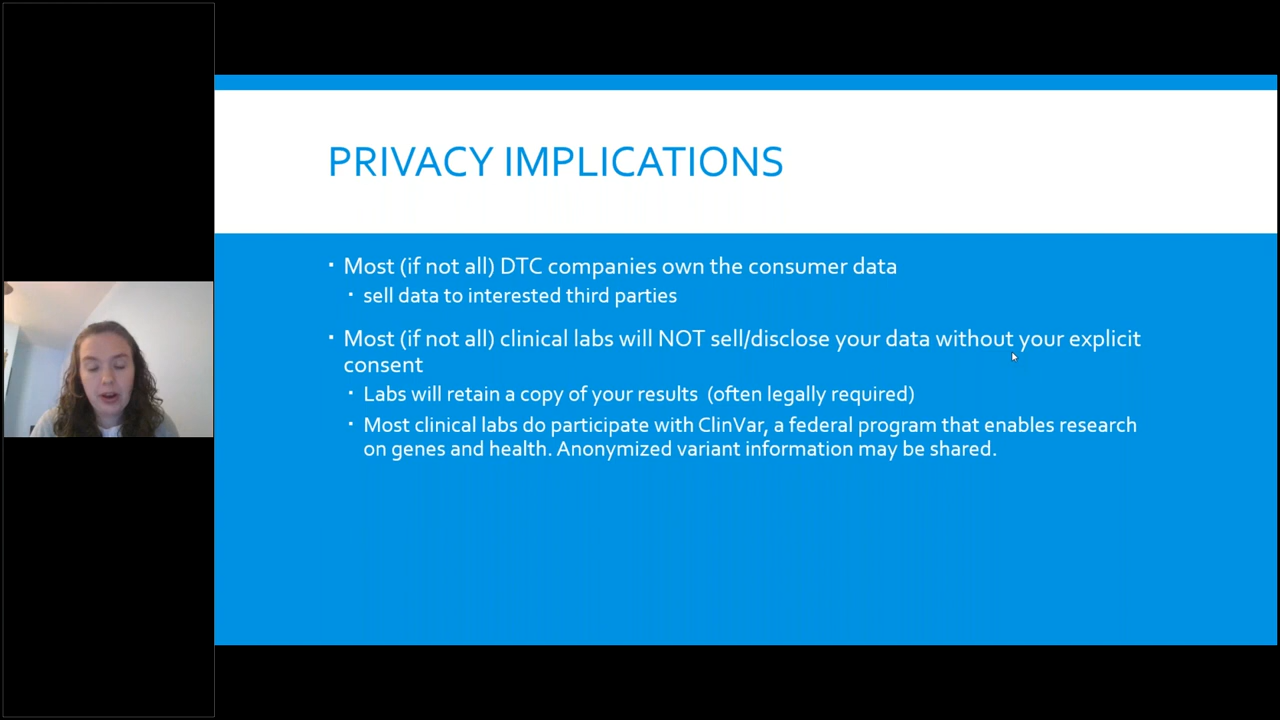 PRIVACY IMPLICATIONS
▪ Most (if not all) DTC companies own the consumer data
▪ sell data to interested third parties
▪ Most (if not all) clinical labs will NOT sell/disclose your data without your explicit
consent
▪ Labs will retain a copy of your results (often legally required)
▪ Most clinical labs do participate with ClinVar, a federal program that enables research
on genes and health. Anonymized variant information may be shared.